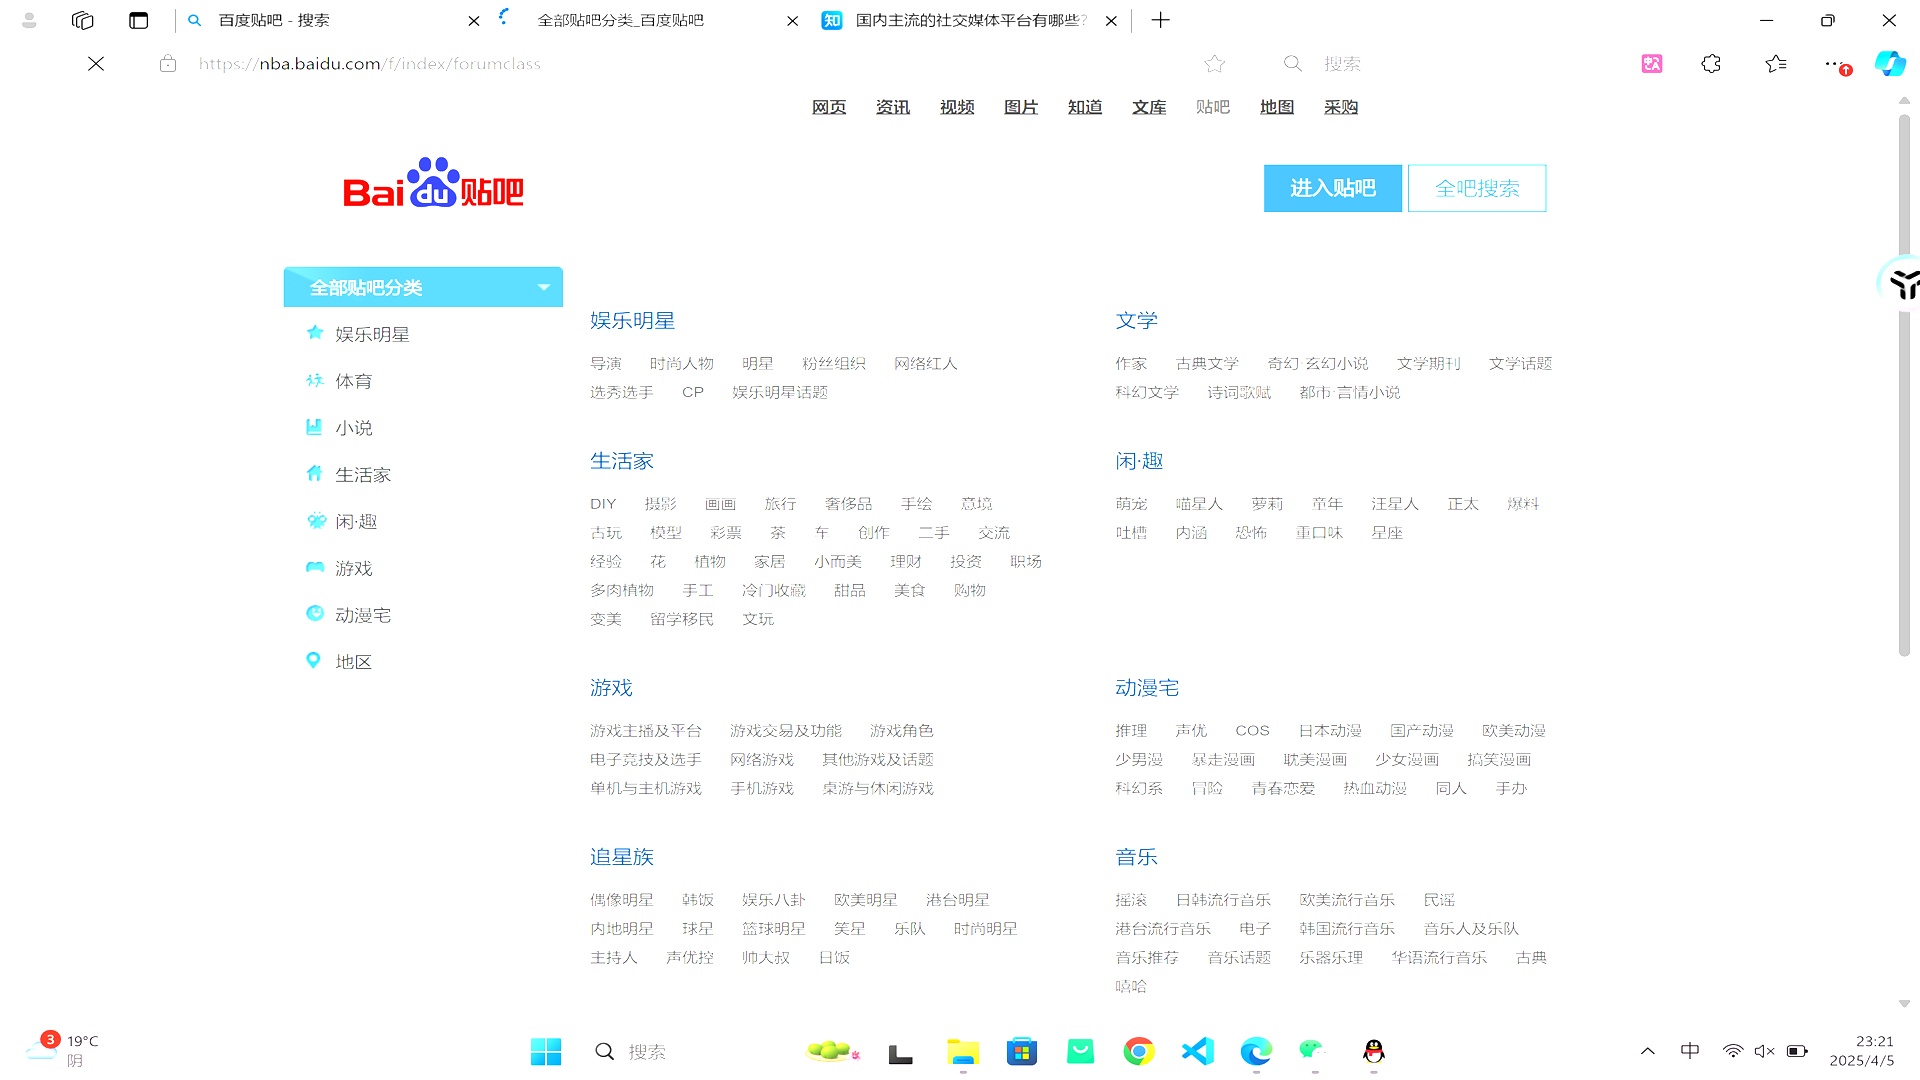 百度贴吧 - 搜索
全部贴吧分类_百度贴吧
知 国内主流的社交媒体平台有哪些?
https://nba.baidu.com/f/index/forumclass
搜索
网页 资讯 视频 图片 知道 文库 贴吧 地图 采购
Bai du 贴吧
进入贴吧 全吧搜索
全部贴吧分类
娱乐明星
体育
小说
生活家
闲·趣
游戏
动漫宅
地区
娱乐明星
导演 时尚人物 明星 粉丝组织 网络红人
选秀选手 CP 娱乐明星话题
文学
作家 古典文学 奇幻·玄幻小说 文学期刊 文学话题
科幻文学 诗词歌赋 都市·言情小说
生活家
DIY 摄影 画画 旅行 奢侈品 手绘 意境
古玩 模型 彩票 茶 车 创作 二手 交流
经验 花 植物 家居 小而美 理财 投资 职场
多肉植物 手工 冷门收藏 甜品 美食 购物
变美 留学移民 文玩
闲·趣
萌宠 喵星人 萝莉 童年 汪星人 正太 爆料
吐槽 内涵 恐怖 重口味 星座
游戏
游戏主播及平台 游戏交易及功能 游戏角色
电子竞技及选手 网络游戏 其他游戏及话题
单机与主机游戏 手机游戏 桌游与休闲游戏
动漫宅
推理 声优 COS 日本动漫 国产动漫 欧美动漫
少男漫 暴走漫画 耽美漫画 少女漫画 搞笑漫画
科幻系 冒险 青春恋爱 热血动漫 同人 手办
追星族
偶像明星 韩饭 娱乐八卦 欧美明星 港台明星
内地明星 球星 篮球明星 笑星 乐队 时尚明星
主持人 声优控 帅大叔 日饭
音乐
摇滚 日韩流行音乐 欧美流行音乐 民谣
港台流行音乐 电子 韩国流行音乐 音乐人及乐队
音乐推荐 音乐话题 乐器乐理 华语流行音乐 古典
嘻哈
3 19°C
阴
搜索
中
23:21
2025/4/5